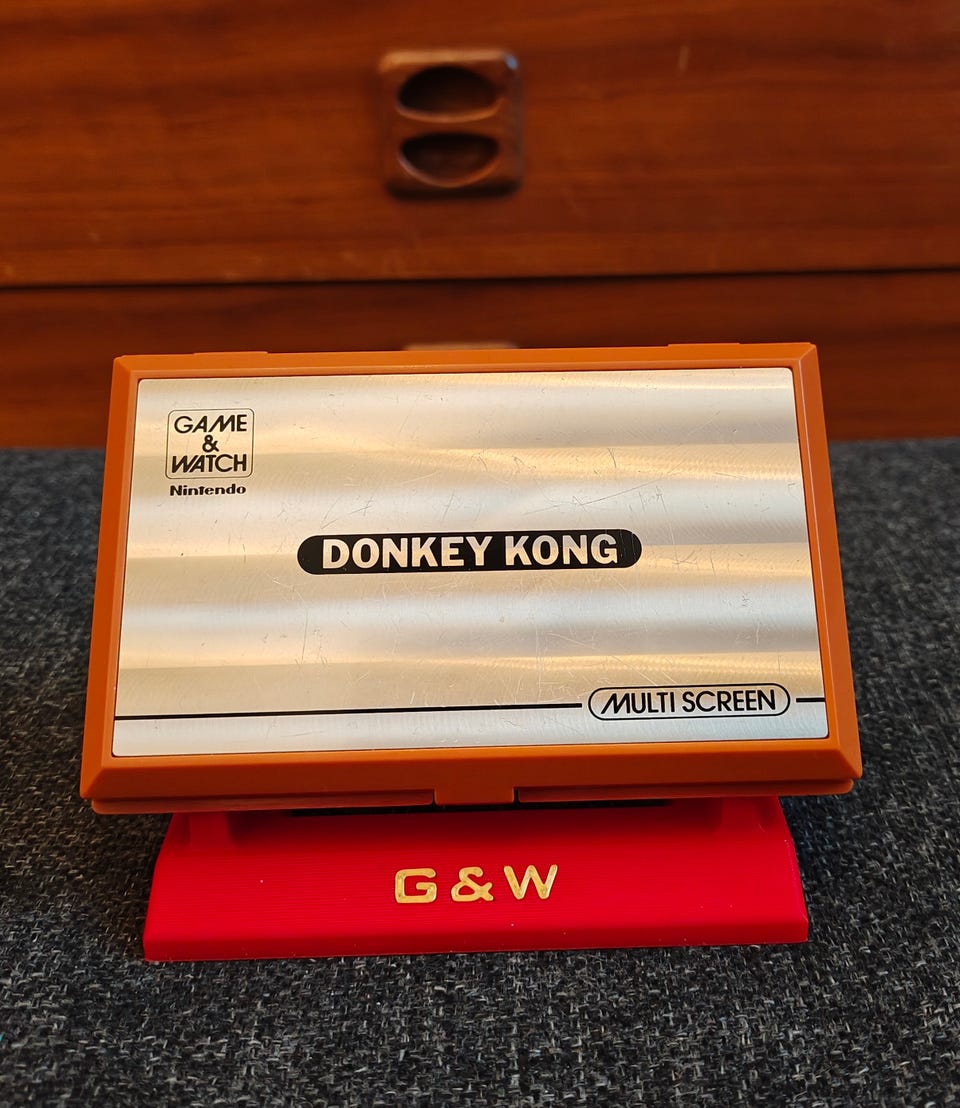 GAME
&
WATCH
Nintendo
DONKEY KONG
MULTI SCREEN
G&W